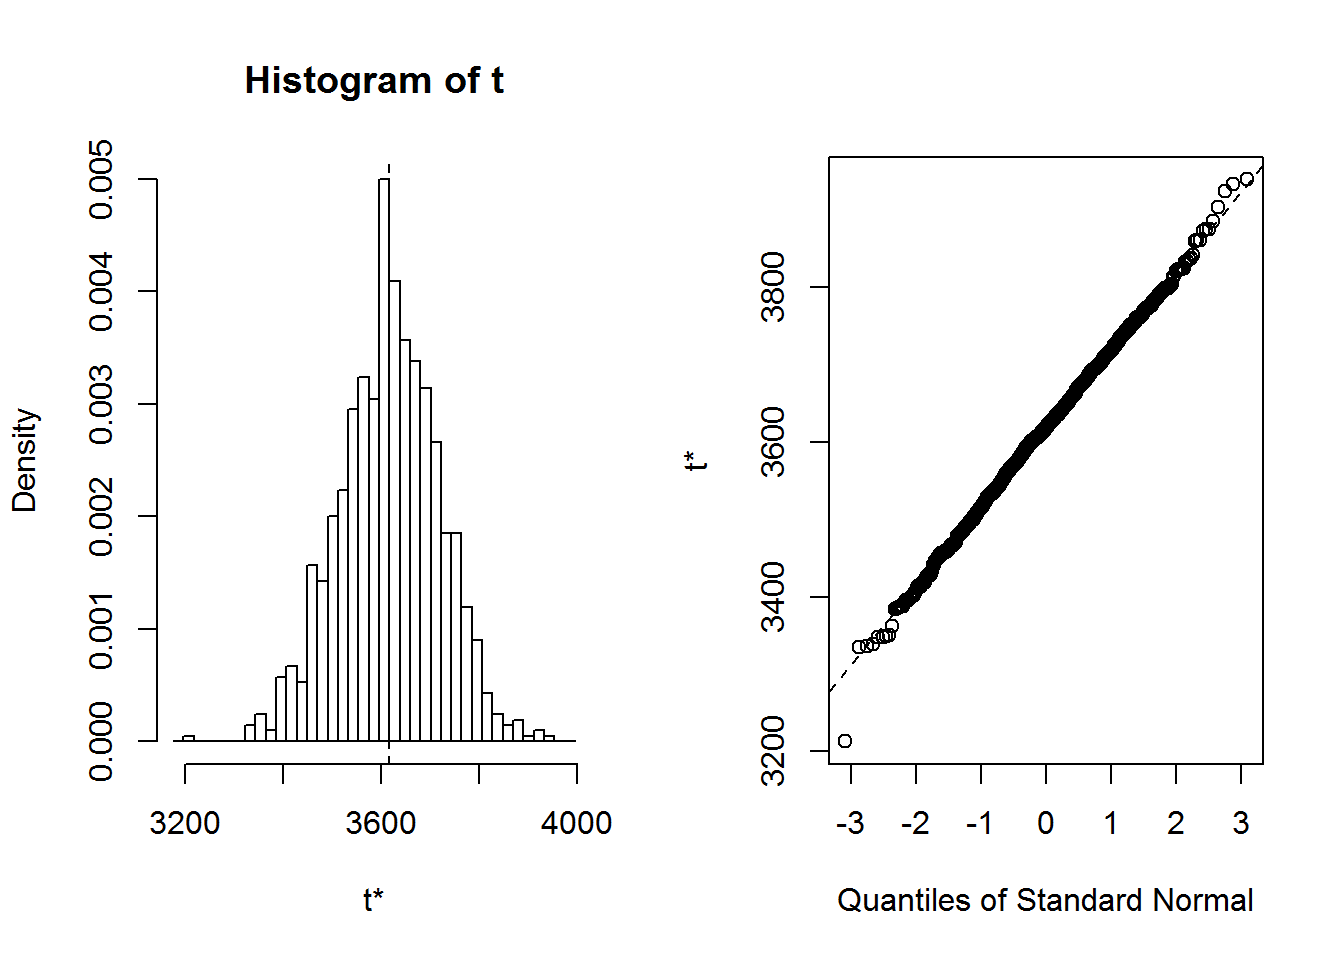 Histogram of t
Density
0.000 0.001 0.002 0.003 0.004 0.005
3200 3600 4000
t*
t*
3200 3400 3600 3800
-3 -2 -1 0 1 2 3
Quantiles of Standard Normal